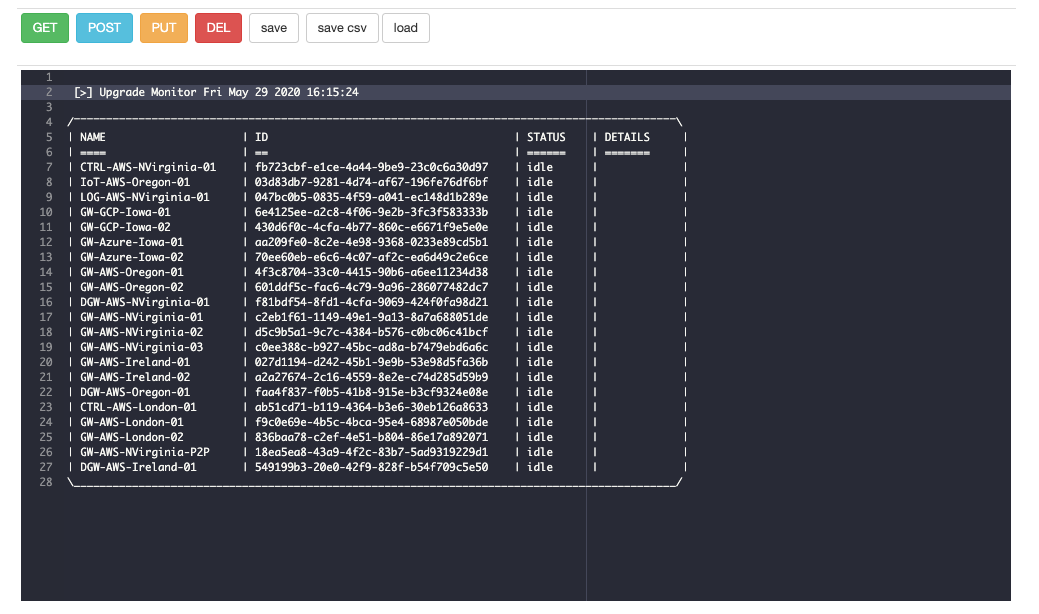 GET POST PUT DEL save save csv load
1
2 [>] Upgrade Monitor Fri May 29 2020 16:15:24
3
4 /‾‾‾‾‾‾‾‾‾‾‾‾‾‾‾‾‾‾‾‾‾‾‾‾‾‾‾‾‾‾‾‾‾‾‾‾‾‾‾‾‾‾‾‾‾‾‾‾‾‾‾‾‾‾‾‾‾‾‾‾‾‾‾‾‾‾‾‾‾‾‾‾‾‾‾‾‾‾‾‾‾‾‾‾‾‾‾‾‾‾‾‾‾\
5 | NAME | ID | STATUS | DETAILS |
6 | ==== | == | ====== | ======= |
7 | CTRL-AWS-NVirginia-01 | fb723cbf-e1ce-4a44-9be9-23c0c6a30d97 | idle | |
8 | IoT-AWS-Oregon-01 | 03d83db7-9281-4d74-af67-196fe76df6bf | idle | |
9 | LOG-AWS-NVirginia-01 | 047bc0b5-0835-4f59-a041-ec148d1b289e | idle | |
10 | GW-GCP-Iowa-01 | 6e4125ee-a2c8-4f06-9e2b-3fc3f583333b | idle | |
11 | GW-GCP-Iowa-02 | 430d6f0c-4cfa-4b77-860c-e6671f9e5e0e | idle | |
12 | GW-Azure-Iowa-01 | aa209fe0-8c2e-4e98-9368-0233e89cd5b1 | idle | |
13 | GW-Azure-Iowa-02 | 70ee60eb-e6c6-4c07-af2c-ea6d49c2e6ce | idle | |
14 | GW-AWS-Oregon-01 | 4f3c8704-33c0-4415-90b6-a6ee11234d38 | idle | |
15 | GW-AWS-Oregon-02 | 601ddf5c-fac6-4c79-9a96-286077482dc7 | idle | |
16 | DGW-AWS-NVirginia-01 | f81bdf54-8fd1-4cfa-9069-424f0fa98d21 | idle | |
17 | GW-AWS-NVirginia-01 | c2eb1f61-1149-49e1-9a13-8a7a688051de | idle | |
18 | GW-AWS-NVirginia-02 | d5c9b5a1-9c7c-4384-b576-c0bc06c41bcf | idle | |
19 | GW-AWS-NVirginia-03 | c0ee388c-b927-45bc-ad8a-b7479ebd6a6c | idle | |
20 | GW-AWS-Ireland-01 | 027d1194-d242-45b1-9e9b-53e98d5fa36b | idle | |
21 | GW-AWS-Ireland-02 | a2a27674-2c16-4559-8e2e-c74d285d59b9 | idle | |
22 | DGW-AWS-Oregon-01 | faa4f837-f0b5-41b8-915e-b3cf9324e08e | idle | |
23 | CTRL-AWS-London-01 | ab51cd71-b119-4364-b3e6-30eb126a8633 | idle | |
24 | GW-AWS-London-01 | f9c0e69e-4b5c-4bca-95e4-68987e050bde | idle | |
25 | GW-AWS-London-02 | 836baa78-c2ef-4e51-b804-86e17a892071 | idle | |
26 | GW-AWS-NVirginia-P2P | 18ea5ea8-43a9-4f2c-83b7-5ad9319229d1 | idle | |
27 | DGW-AWS-Ireland-01 | 549199b3-20e0-42f9-828f-b54f709c5e50 | idle | |
28 \_____________________________________________________________________________________________/